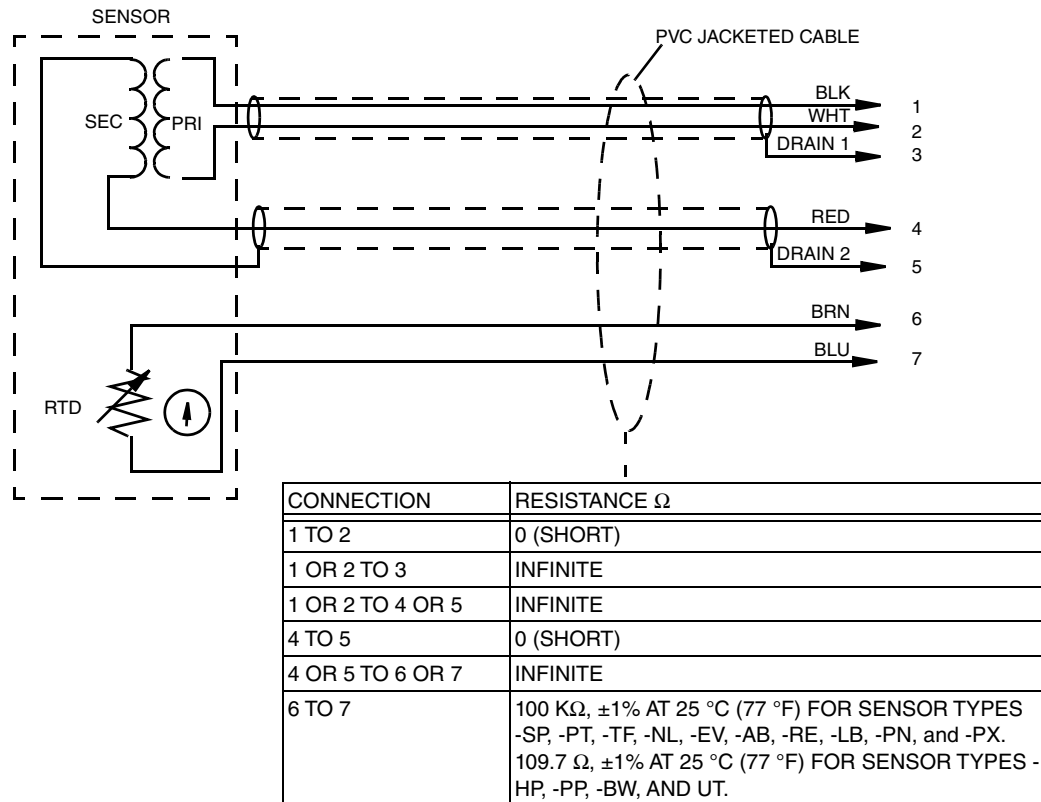 SENSOR
PVC JACKETED CABLE
SEC
PRI
BLK
1
WHT
2
DRAIN 1
3
RED
4
DRAIN 2
5
BRN
6
BLU
7
RTD
CONNECTION RESISTANCE Ω
1 TO 2 0 (SHORT)
1 OR 2 TO 3 INFINITE
1 OR 2 TO 4 OR 5 INFINITE
4 TO 5 0 (SHORT)
4 OR 5 TO 6 OR 7 INFINITE
6 TO 7 100 KΩ, ±1% AT 25 °C (77 °F) FOR SENSOR TYPES
-SP, -PT, -TF, -NL, -EV, -AB, -RE, -LB, -PN, and -PX.
109.7 Ω, ±1% AT 25 °C (77 °F) FOR SENSOR TYPES -
HP, -PP, -BW, AND UT.